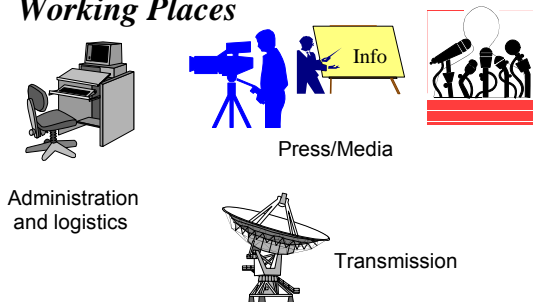 Working Places
Info
Press/Media
Administration
and logistics
Transmission